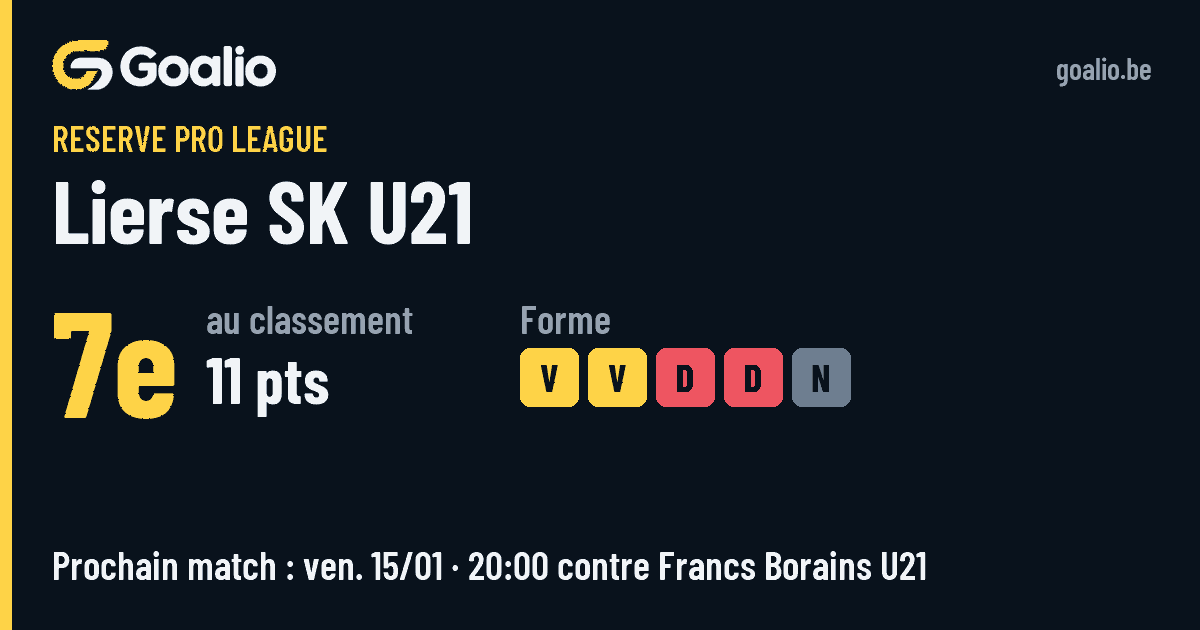 Goalio
goalio.be
RESERVE PRO LEAGUE
Lierse SK U21
7e
au classement
11 pts
Forme
V V D D N
Prochain match : ven. 15/01 · 20:00 contre Francs Borains U21